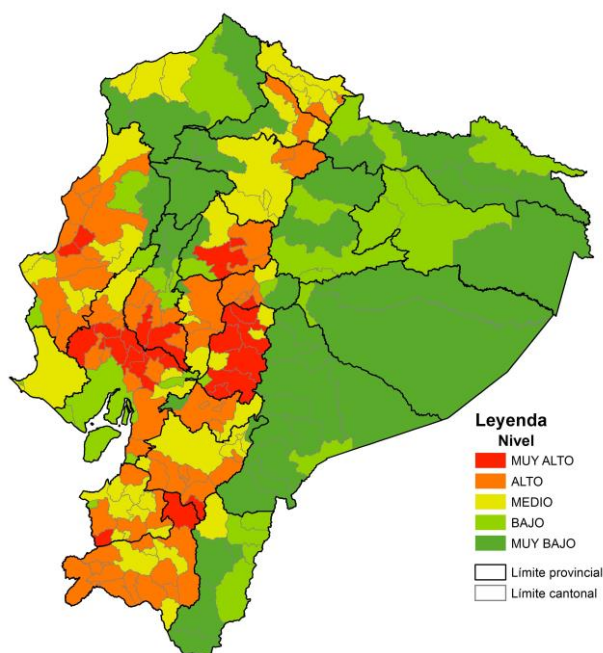 Leyenda
Nivel
MUY ALTO
ALTO
MEDIO
BAJO
MUY BAJO
Límite provincial
Límite cantonal